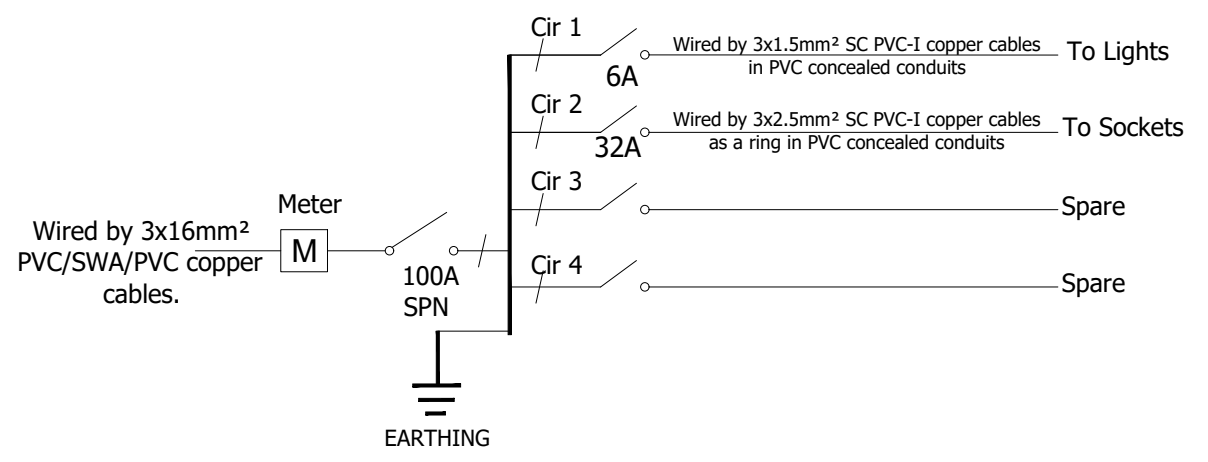 Cir 1
6A
Wired by 3x1.5mm² SC PVC-I copper cables
in PVC concealed conduits
To Lights
Cir 2
32A
Wired by 3x2.5mm² SC PVC-I copper cables
as a ring in PVC concealed conduits
To Sockets
Cir 3
Spare
Cir 4
Spare
Meter
M
Wired by 3x16mm²
PVC/SWA/PVC copper
cables.
100A
SPN
EARTHING